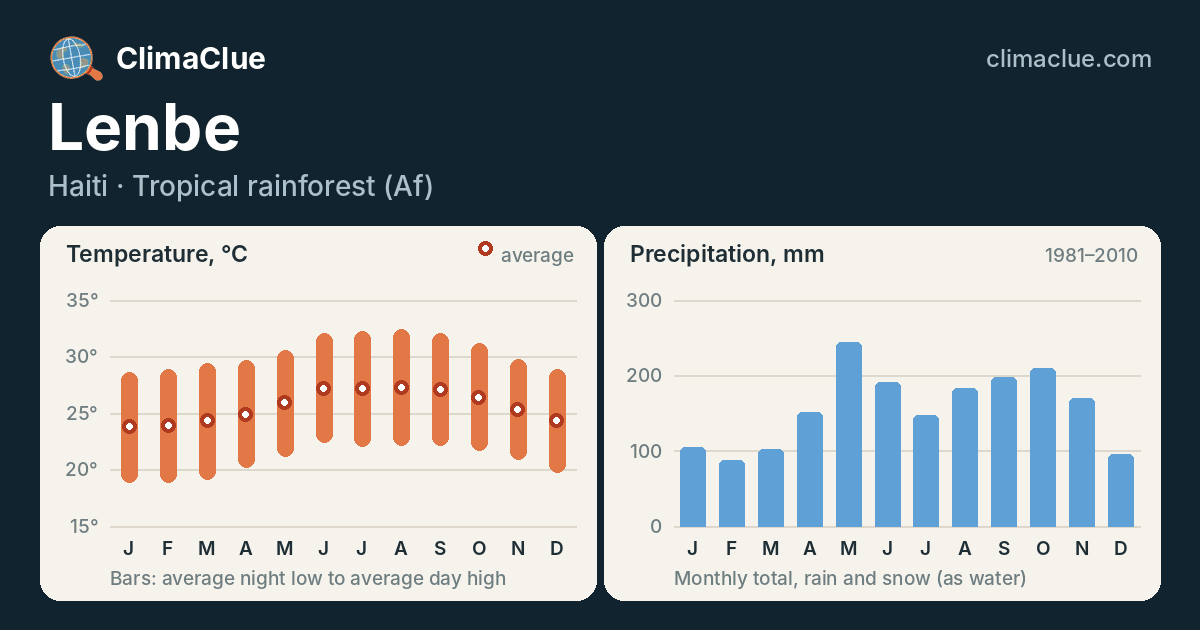 ClimaClue
climaclue.com
Lenbe
Haiti · Tropical rainforest (Af)
Temperature, °C
average
35°
30°
25°
20°
15°
J F M A M J J A S O N D
Bars: average night low to average day high
Precipitation, mm
1981–2010
300
200
100
0
J F M A M J J A S O N D
Monthly total, rain and snow (as water)